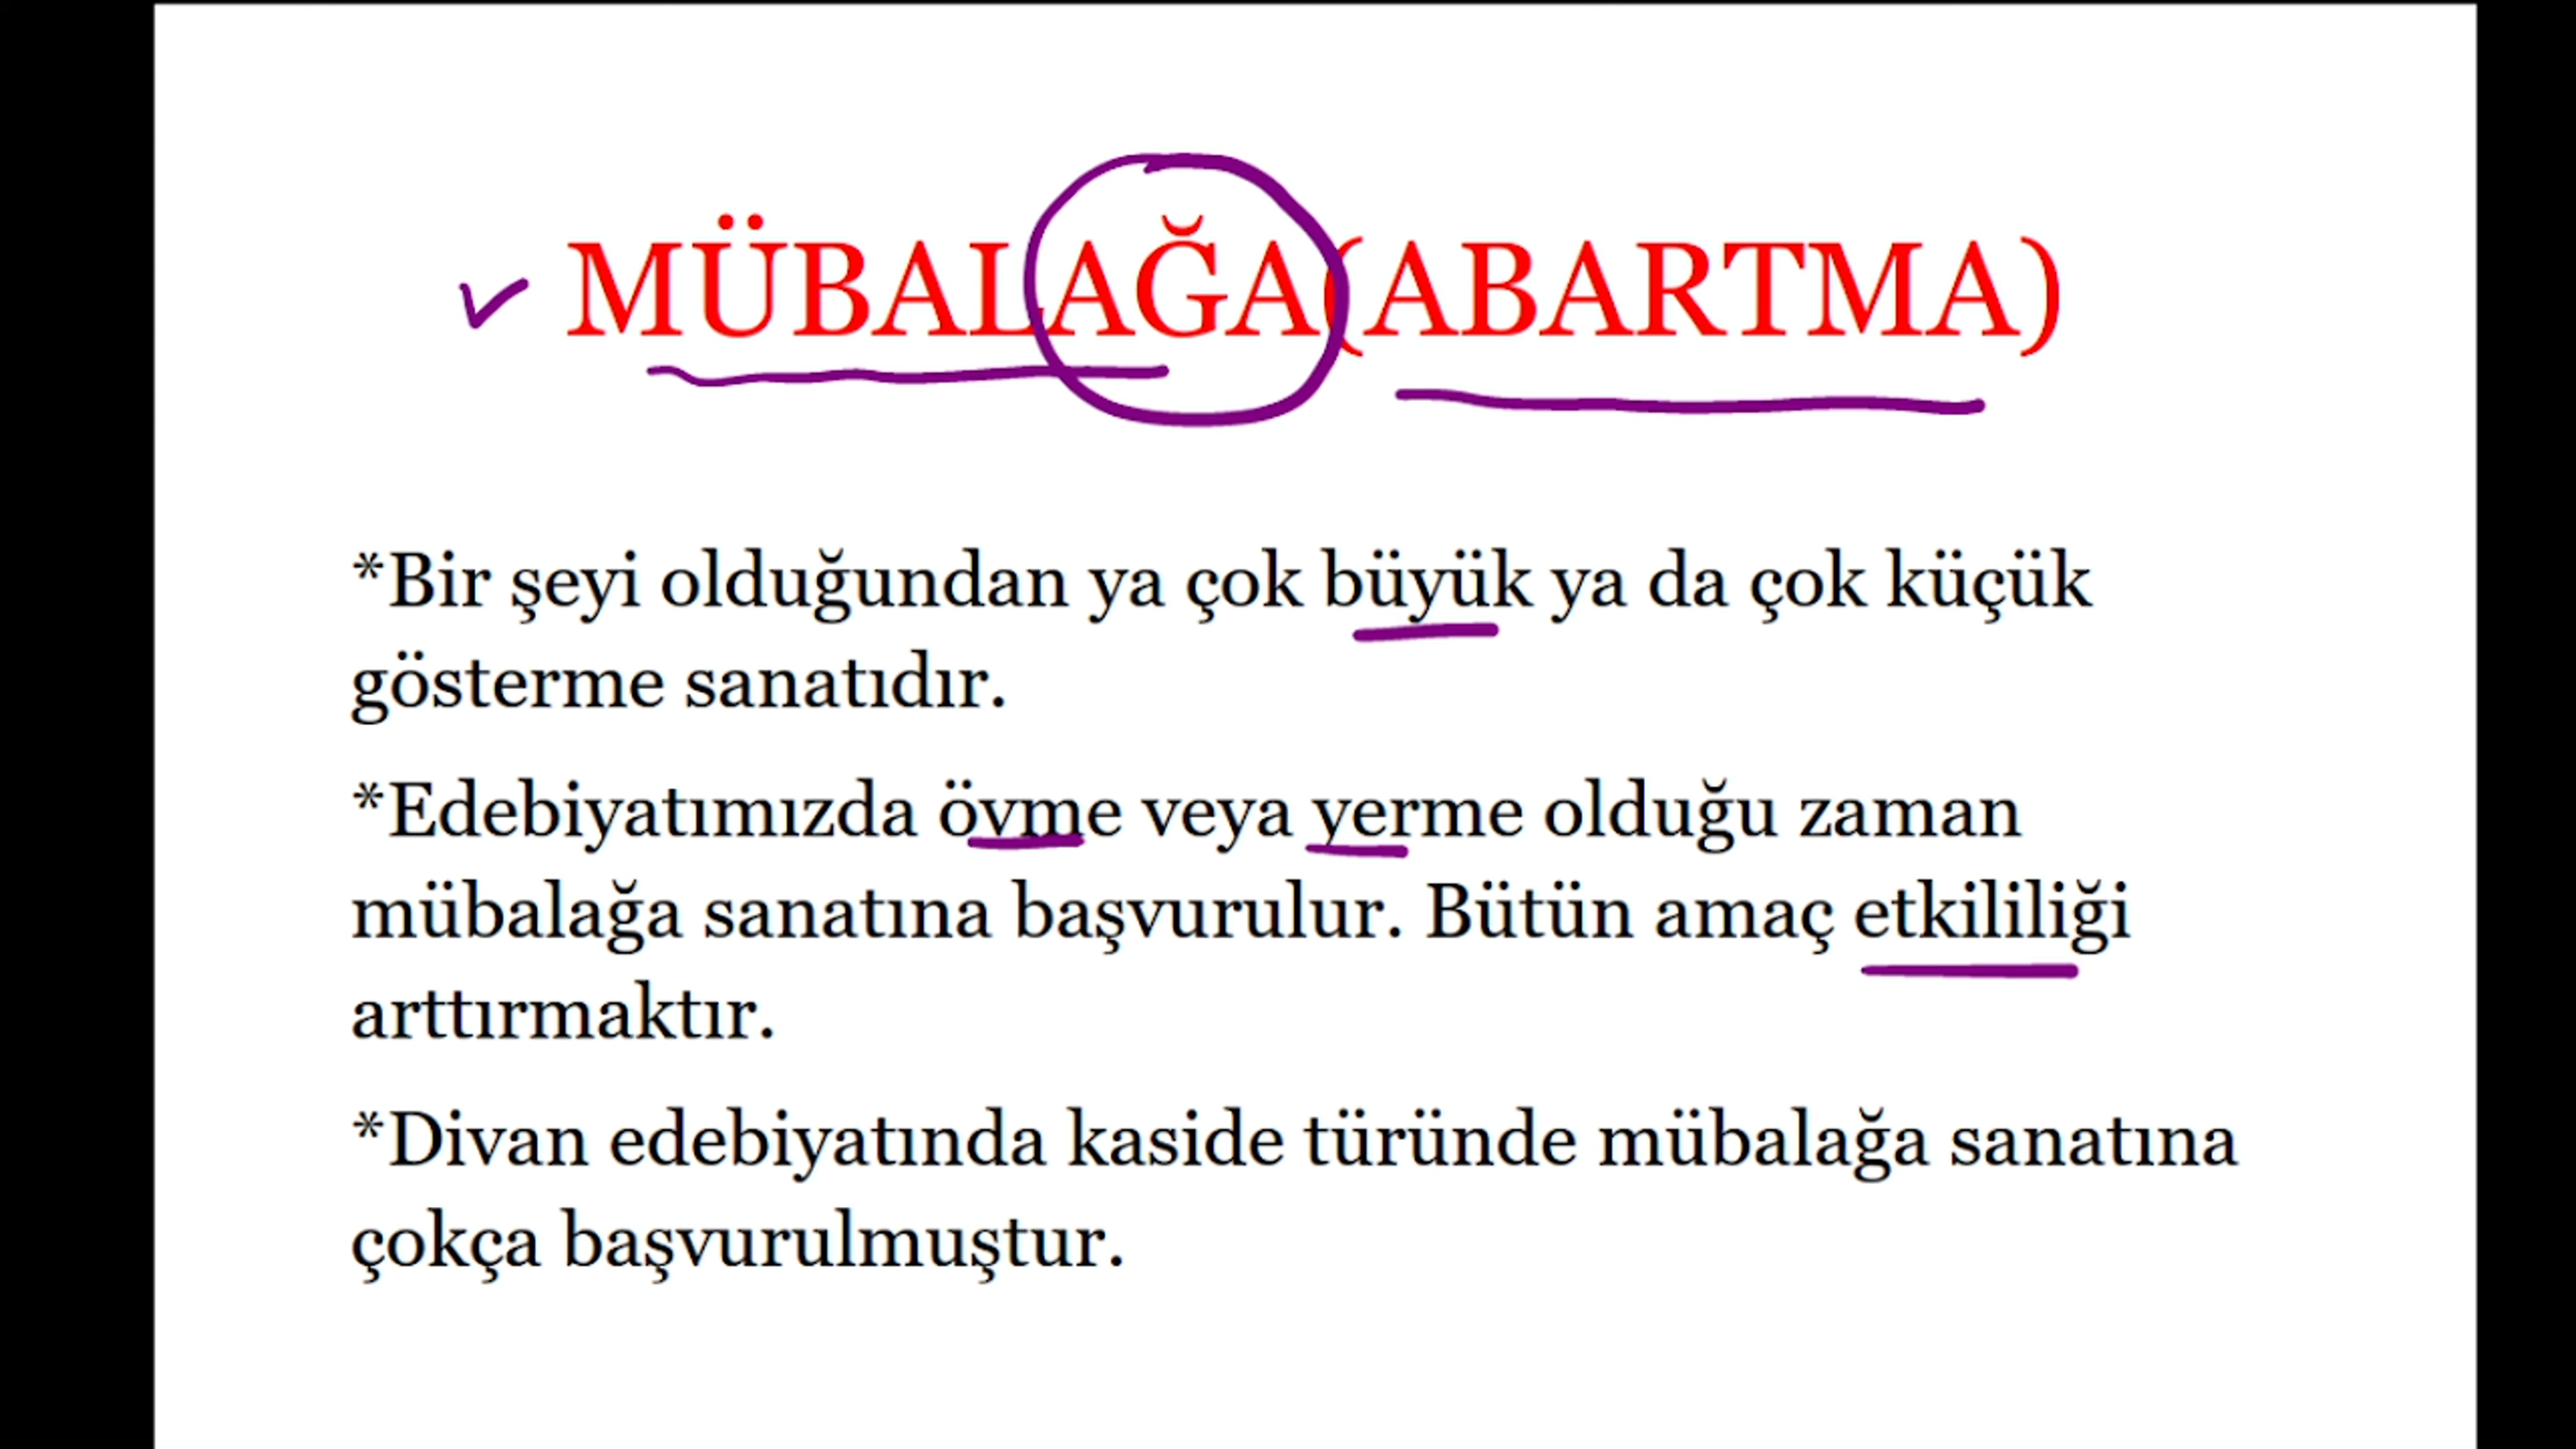 MÜBALAĞA(ABARTMA)
*Bir şeyi olduğundan ya çok büyük ya da çok küçük
gösterme sanatıdır.
*Edebiyatımızda övme veya yerme olduğu zaman
mübalağa sanatına başvurulur. Bütün amaç etkililiği
arttırmaktır.
*Divan edebiyatında kaside türünde mübalağa sanatına
çokça başvurulmuştur.